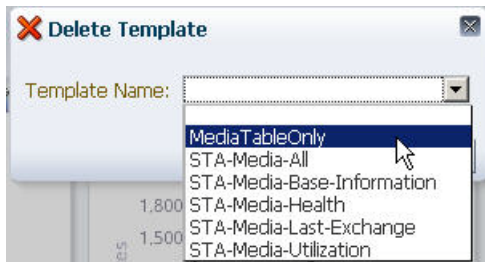 Delete Template
Template Name:
MediaTableOnly
STA-Media-All
STA-Media-Base-Information
STA-Media-Health
STA-Media-Last-Exchange
STA-Media-Utilization
1,800
1,500